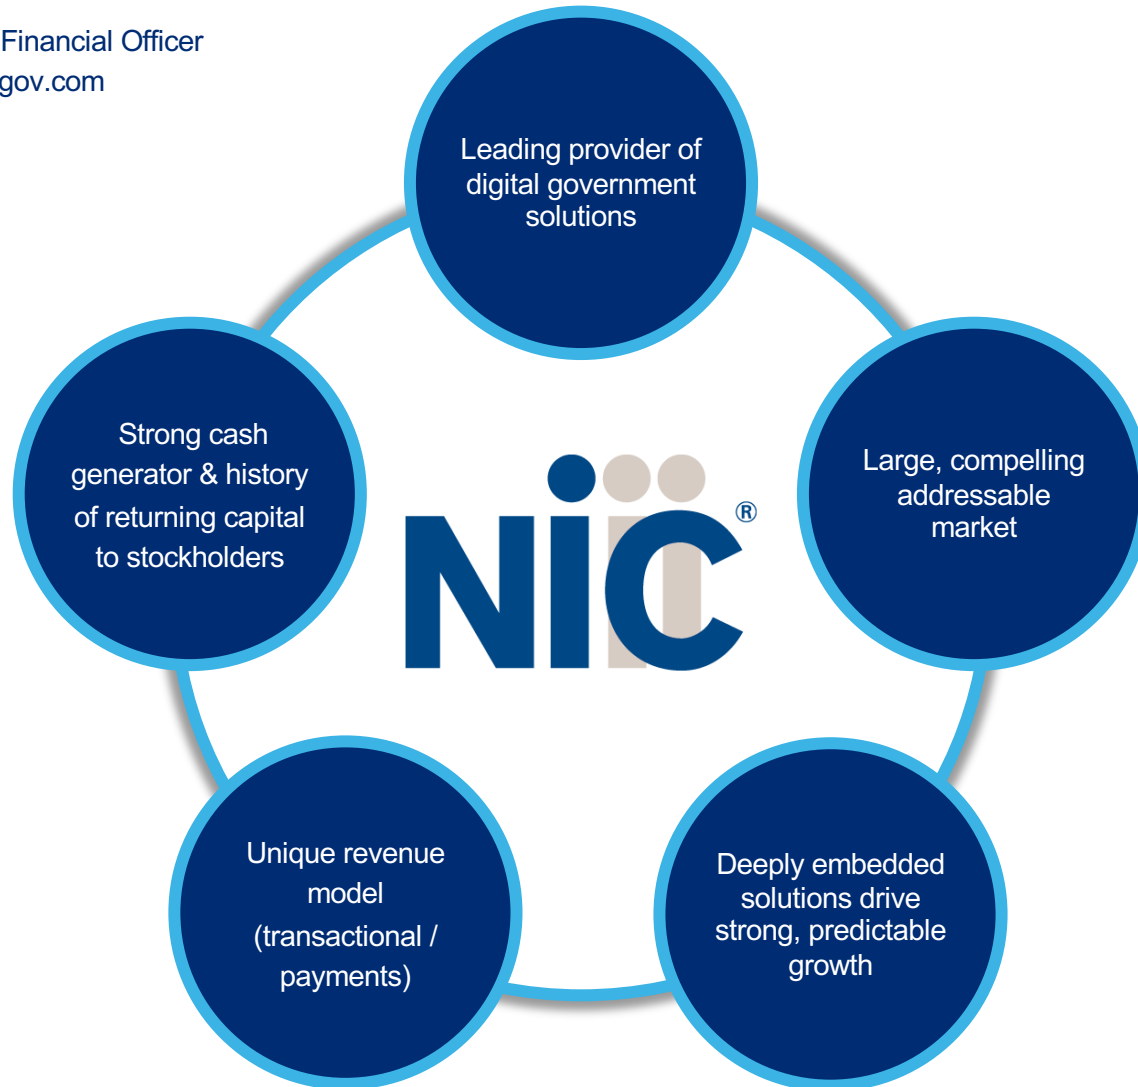 Financial Officer
gov.com
Leading provider of
digital government
solutions
Strong cash
generator & history
of returning capital
to stockholders
Large, compelling
addressable
market
NIC®
Unique revenue
model
(transactional /
payments)
Deeply embedded
solutions drive
strong, predictable
growth